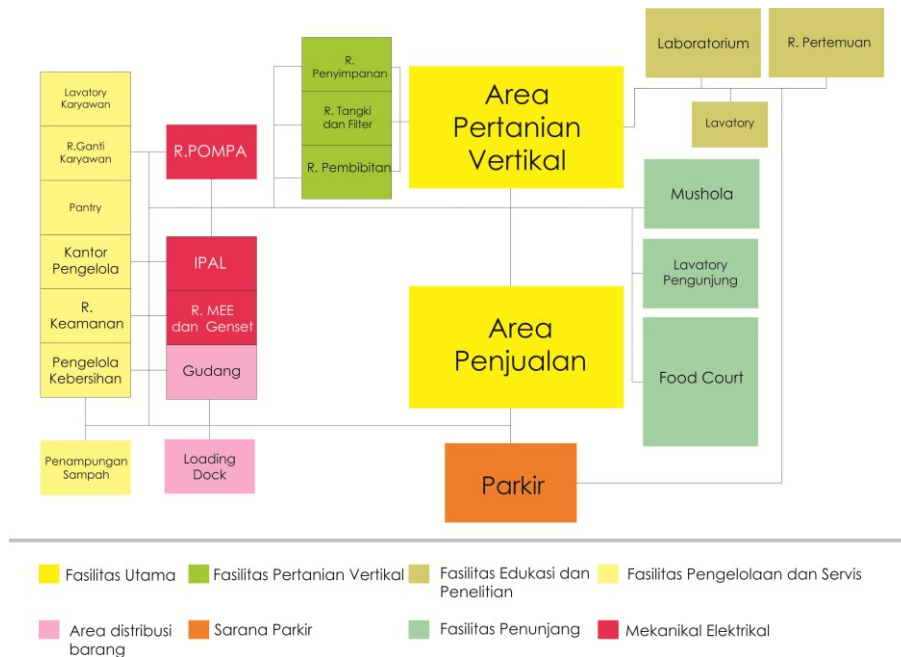 Laboratorium
R. Pertemuan
Lavatory
R.
Penyimpanan
R. Tangki
dan Filter
R. Pembibitan
Area
Pertanian
Vertikal
Lavatory
Karyawan
R.Ganti
Karyawan
Pantry
Kantor
Pengelola
R.
Keamanan
Pengelola
Kebersihan
R.POMPA
IPAL
R. MEE
dan Genset
Gudang
Mushola
Lavatory
Pengunjung
Food Court
Area
Penjualan
Penampungan
Sampah
Loading
Dock
Parkir
Fasilitas Utama
Fasilitas Pertanian Vertikal
Fasilitas Edukasi dan
Penelitian
Fasilitas Pengelolaan dan Servis
Area distribusi
barang
Sarana Parkir
Fasilitas Penunjang
Mekanikal Elektrikal